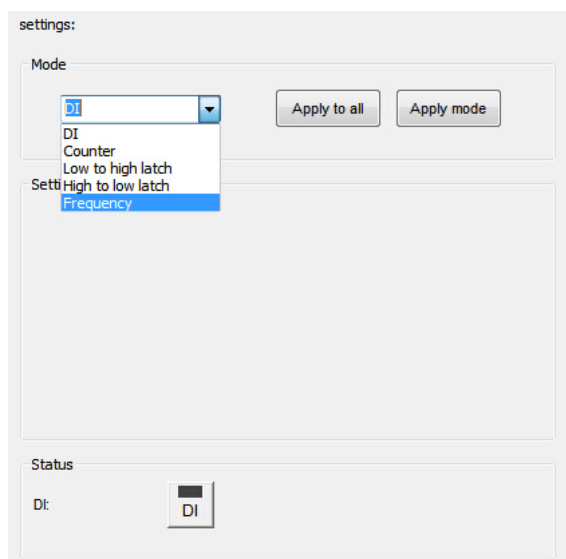 settings:
Mode
DI
Apply to all
Apply mode
DI
Counter
Low to high latch
Setti
High to low latch
Frequency
Status
DI:
DI